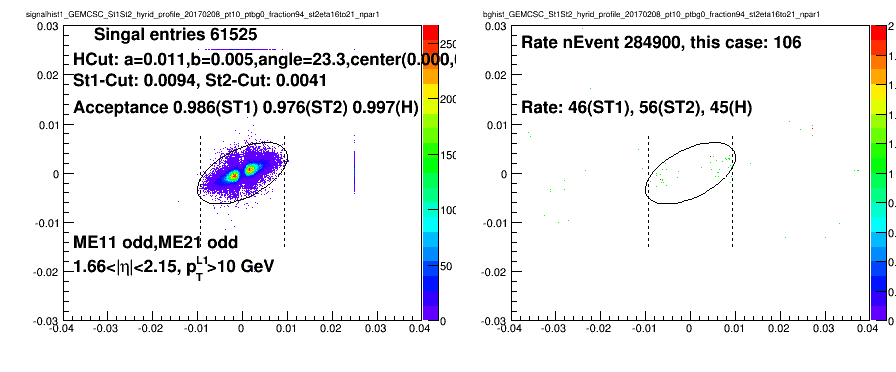 signalhist1_GEMCSC_St1St2_hyrid_profile_20170208_pt10_ptbg0_fraction94_st2eta16to21_npar1
Singal entries 61525
HCut: a=0.011,b=0.005,angle=23.3,center(0.000,
St1-Cut: 0.0094, St2-Cut: 0.0041
Acceptance 0.986(ST1) 0.976(ST2) 0.997(H)
ME11 odd,ME21 odd
1.66<|η|<2.15, p_T^L1>10 GeV
0.03
0.02
0.01
0
-0.01
-0.02
-0.03
-0.04 -0.03 -0.02 -0.01 0 0.01 0.02 0.03 0.04
250
200
150
100
50
0
bghist1_GEMCSC_St1St2_hyrid_profile_20170208_pt10_ptbg0_fraction94_st2eta16to21_npar1
Rate nEvent 284900, this case: 106
Rate: 46(ST1), 56(ST2), 45(H)
0.03
0.02
0.01
0
-0.01
-0.02
-0.03
-0.04 -0.03 -0.02 -0.01 0 0.01 0.02 0.03 0.04